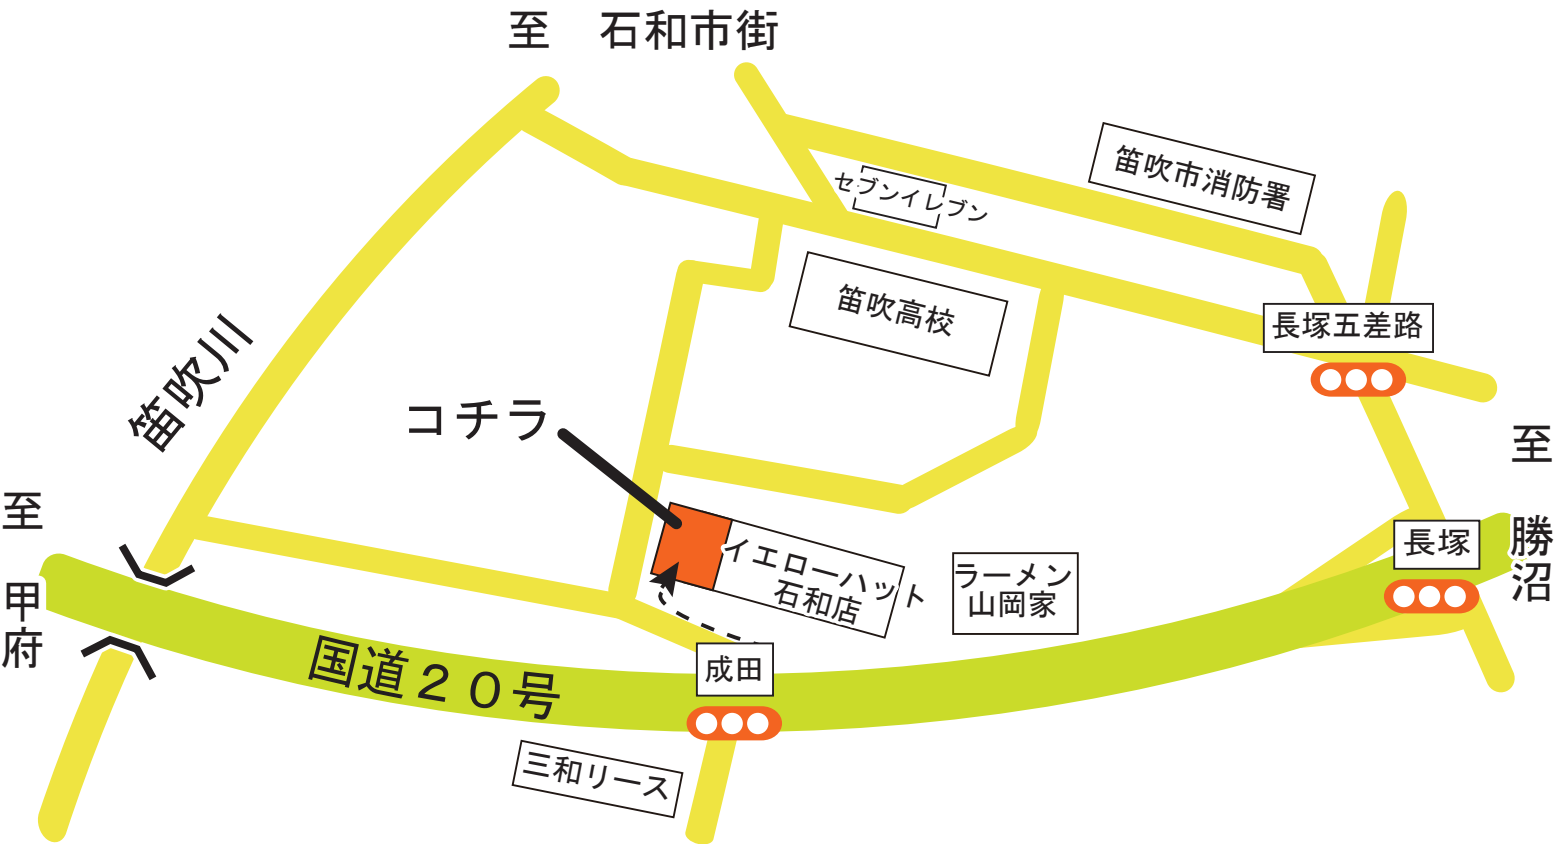 至　石和市街
笛吹市消防署
セブンイレブン
笛吹高校
長塚五差路
笛吹川
コチラ
至　甲府
至　勝沼
長塚
イエローハット
石和店
ラーメン
山岡家
国道２０号
成田
三和リース